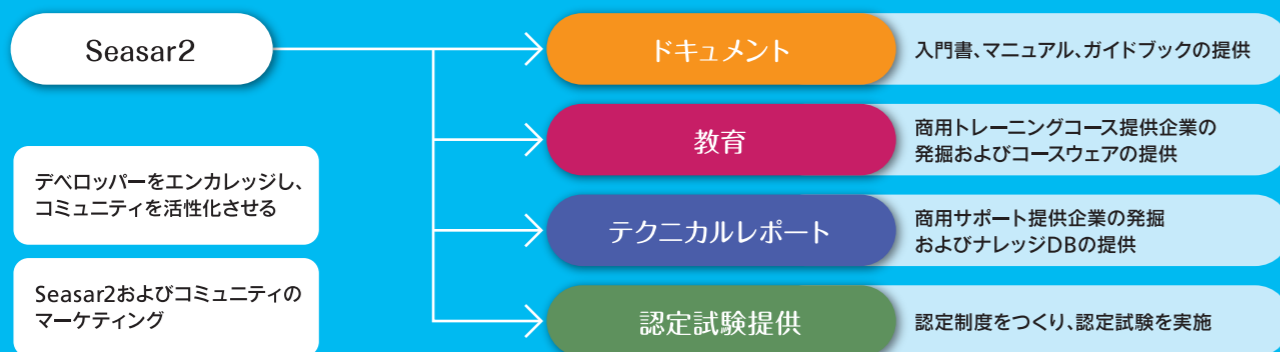 Seasar2
デベロッパーをエンカレッジし、
コミュニティを活性化させる
Seasar2およびコミュニティの
マーケティング
ドキュメント
入門書、マニュアル、ガイドブックの提供
教育
商用トレーニングコース提供企業の
発掘およびコースウェアの提供
テクニカルレポート
商用サポート提供企業の発掘
およびナレッジDBの提供
認定試験提供
認定制度をつくり、認定試験を実施